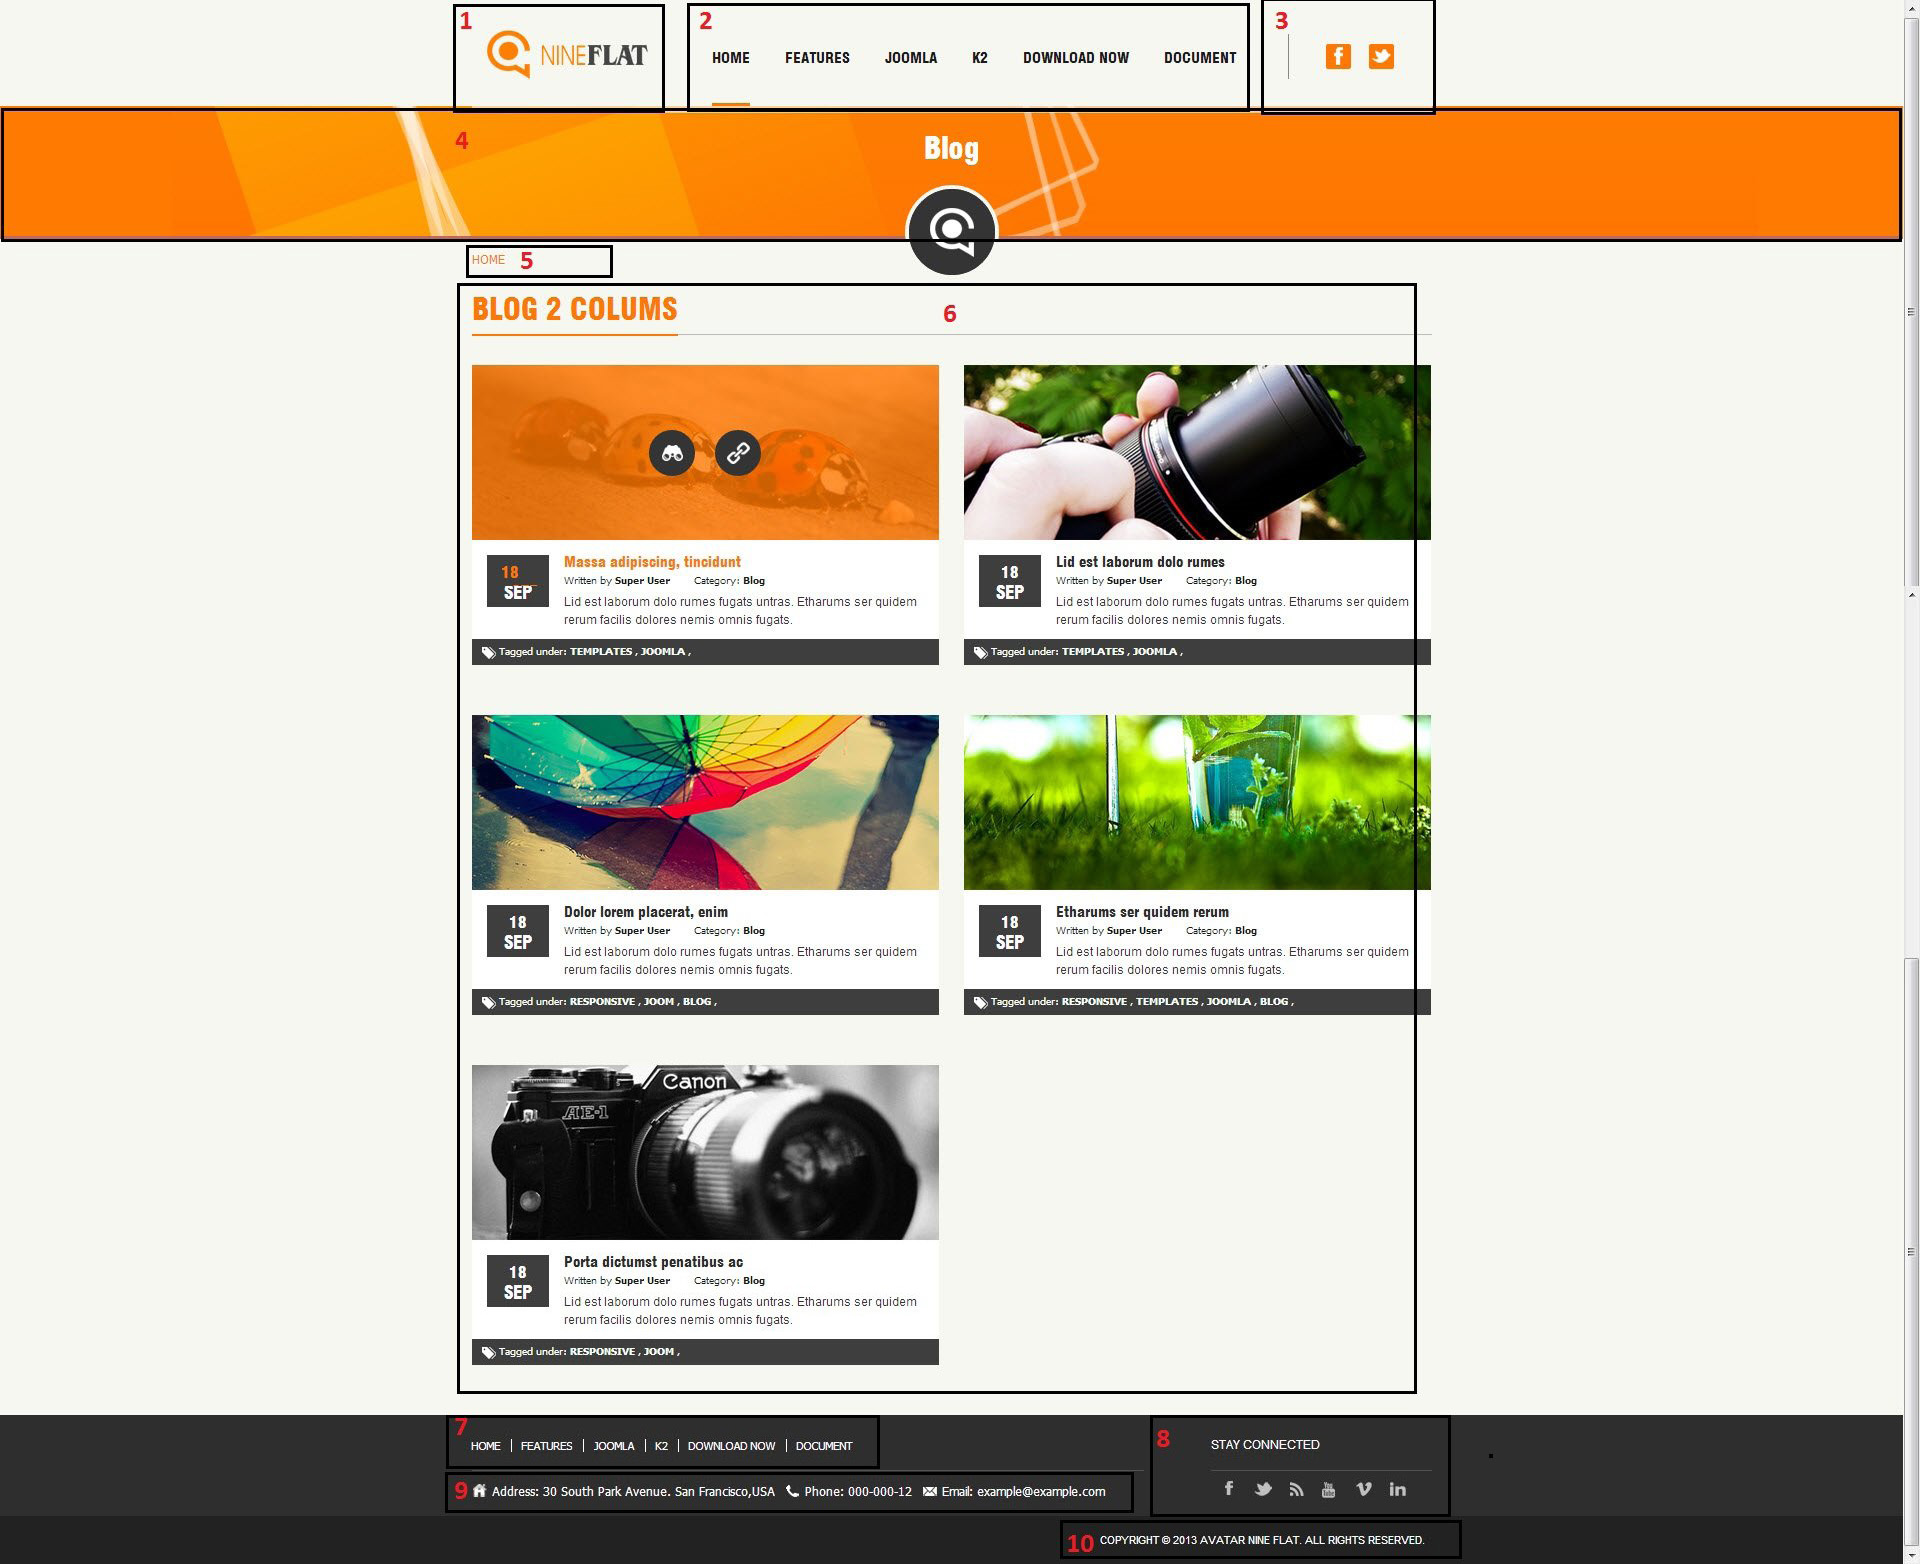 1
2
3
NINEFLAT
HOME FEATURES JOOMLA K2 DOWNLOAD NOW DOCUMENT
4
Blog
HOME 5
BLOG 2 COLUMS
6
18
SEP
Massa adipiscing, tincidunt
Written by Super User Category: Blog
Lid est laborum dolo rumes fugats untras. Etharums ser quidem
rerum facilis dolores nemis omnis fugats.
Tagged under: TEMPLATES , JOOMLA ,
18
SEP
Lid est laborum dolo rumes
Written by Super User Category: Blog
Lid est laborum dolo rumes fugats untras. Etharums ser quidem
rerum facilis dolores nemis omnis fugats.
Tagged under: TEMPLATES , JOOMLA ,
18
SEP
Dolor lorem placerat, enim
Written by Super User Category: Blog
Lid est laborum dolo rumes fugats untras. Etharums ser quidem
rerum facilis dolores nemis omnis fugats.
Tagged under: RESPONSIVE , JOOM , BLOG ,
18
SEP
Etharums ser quidem rerum
Written by Super User Category: Blog
Lid est laborum dolo rumes fugats untras. Etharums ser quidem
rerum facilis dolores nemis omnis fugats.
Tagged under: RESPONSIVE , TEMPLATES , JOOMLA , BLOG ,
Canon
AE-1
18
SEP
Porta dictumst penatibus ac
Written by Super User Category: Blog
Lid est laborum dolo rumes fugats untras. Etharums ser quidem
rerum facilis dolores nemis omnis fugats.
Tagged under: RESPONSIVE , JOOM ,
7
HOME | FEATURES | JOOMLA | K2 | DOWNLOAD NOW | DOCUMENT
8
STAY CONNECTED
9 Address: 30 South Park Avenue. San Francisco,USA Phone: 000-000-12 Email: example@example.com
10 COPYRIGHT © 2013 AVATAR NINE FLAT. ALL RIGHTS RESERVED.